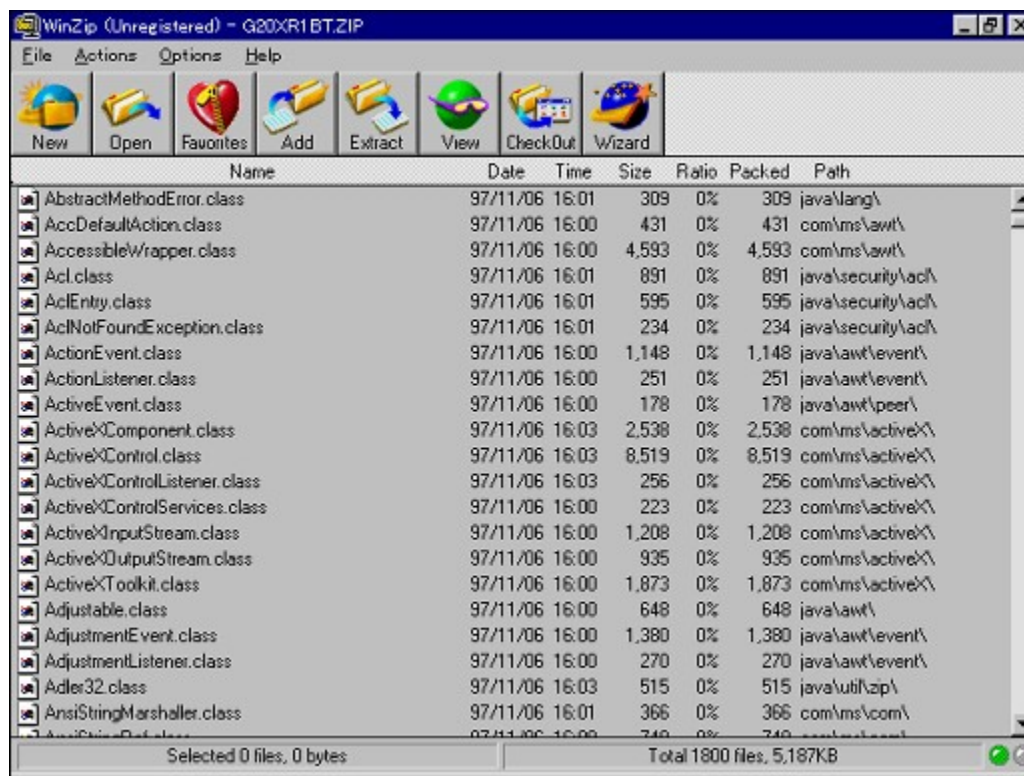 WinZip (Unregistered) - G20XR1BT.ZIP
File Actions Options Help
New Open Favorites Add Extract View CheckOut Wizard
Name Date Time Size Ratio Packed Path
AbstractMethodError.class 97/11/06 16:01 309 0% 309 java\lang\
AccDefaultAction.class 97/11/06 16:00 431 0% 431 com\ms\awt\
AccessibleWrapper.class 97/11/06 16:00 4,593 0% 4,593 com\ms\awt\
Acl.class 97/11/06 16:01 891 0% 891 java\security\acl\
AclEntry.class 97/11/06 16:01 595 0% 595 java\security\acl\
AclNotFoundException.class 97/11/06 16:01 234 0% 234 java\security\acl\
ActionEvent.class 97/11/06 16:00 1,148 0% 1,148 java\awt\event\
ActionListener.class 97/11/06 16:00 251 0% 251 java\awt\event\
ActiveEvent.class 97/11/06 16:00 178 0% 178 java\awt\peer\
ActiveXComponent.class 97/11/06 16:03 2,538 0% 2,538 com\ms\activeX\
ActiveXControl.class 97/11/06 16:03 8,519 0% 8,519 com\ms\activeX\
ActiveXControlListener.class 97/11/06 16:03 256 0% 256 com\ms\activeX\
ActiveXControlServices.class 97/11/06 16:00 223 0% 223 com\ms\activeX\
ActiveXInputStream.class 97/11/06 16:00 1,208 0% 1,208 com\ms\activeX\
ActiveXOutputStream.class 97/11/06 16:00 935 0% 935 com\ms\activeX\
ActiveXToolkit.class 97/11/06 16:00 1,873 0% 1,873 com\ms\activeX\
Adjustable.class 97/11/06 16:00 648 0% 648 java\awt\
AdjustmentEvent.class 97/11/06 16:00 1,380 0% 1,380 java\awt\event\
AdjustmentListener.class 97/11/06 16:00 270 0% 270 java\awt\event\
Adler32.class 97/11/06 16:03 515 0% 515 java\util\zip\
AnsiStringMarshaller.class 97/11/06 16:01 366 0% 366 com\ms\com\
Selected 0 files, 0 bytes Total 1800 files, 5,187KB